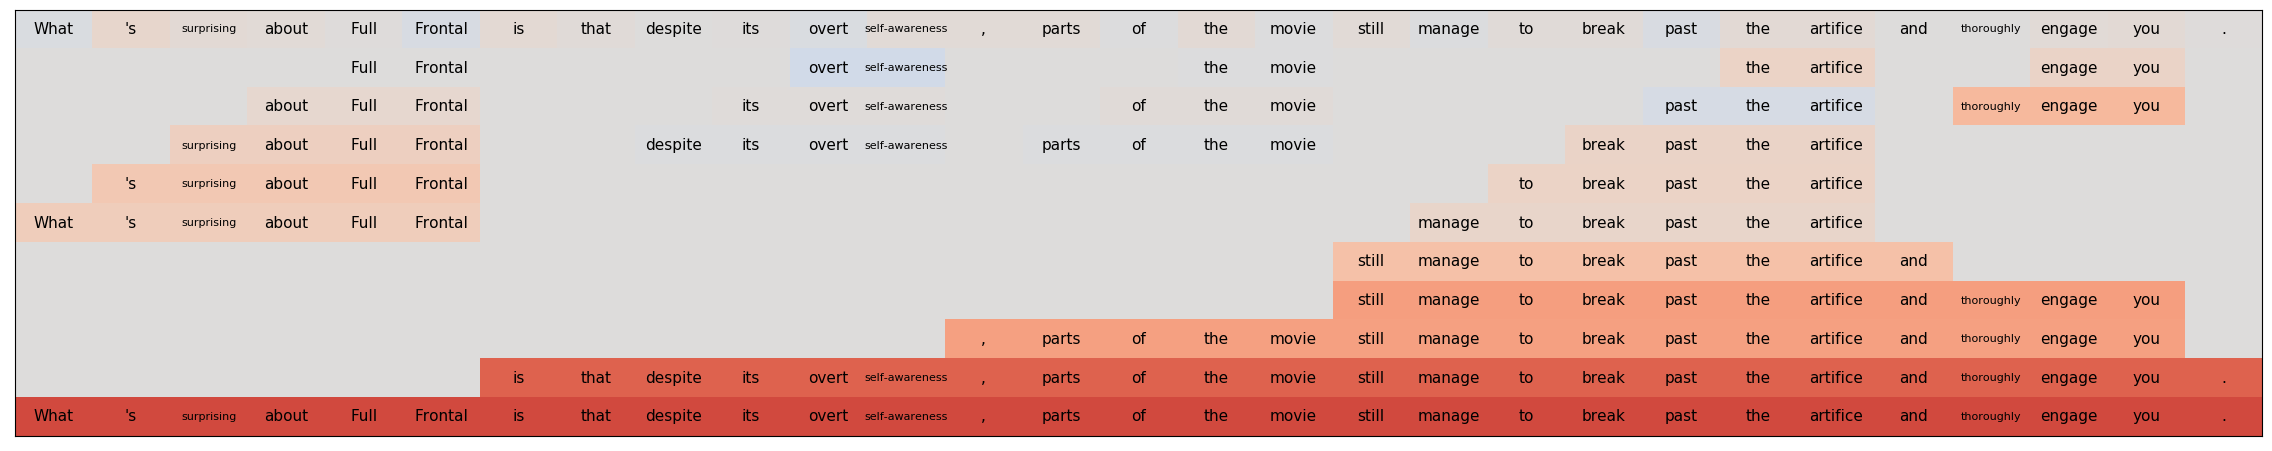 What 's surprising about Full Frontal is that despite its overt self-awareness , parts of the movie still manage to break past the artifice and thoroughly engage you .
Full Frontal overt self-awareness the movie the artifice engage you
about Full Frontal its overt self-awareness of the movie past the artifice thoroughly engage you
surprising about Full Frontal despite its overt self-awareness parts of the movie break past the artifice
's surprising about Full Frontal to break past the artifice
What 's surprising about Full Frontal manage to break past the artifice
still manage to break past the artifice and
still manage to break past the artifice and thoroughly engage you
, parts of the movie still manage to break past the artifice and thoroughly engage you
is that despite its overt self-awareness , parts of the movie still manage to break past the artifice and thoroughly engage you .
What 's surprising about Full Frontal is that despite its overt self-awareness , parts of the movie still manage to break past the artifice and thoroughly engage you .